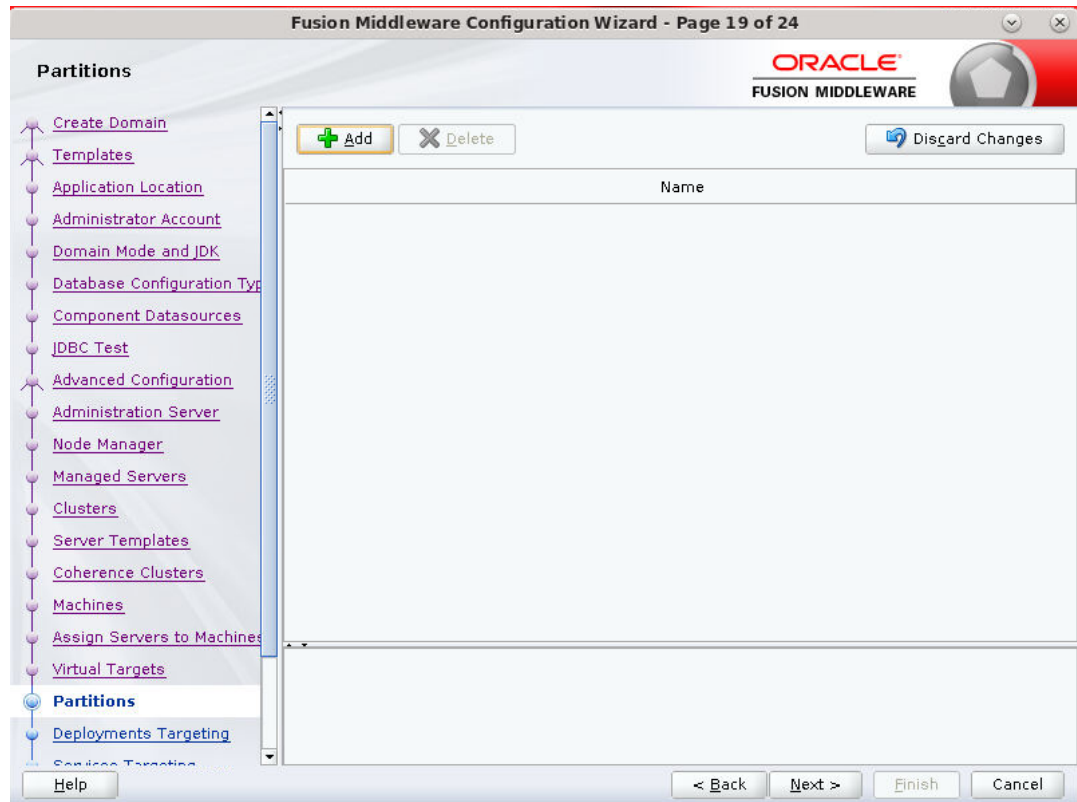 Fusion Middleware Configuration Wizard - Page 19 of 24
Partitions
ORACLE
FUSION MIDDLEWARE
Create Domain
Templates
Application Location
Administrator Account
Domain Mode and JDK
Database Configuration Typ
Component Datasources
JDBC Test
Advanced Configuration
Administration Server
Node Manager
Managed Servers
Clusters
Server Templates
Coherence Clusters
Machines
Assign Servers to Machines
Virtual Targets
Partitions
Deployments Targeting
Services Targeting
Add
Delete
Discard Changes
Name
Help
< Back
Next >
Finish
Cancel